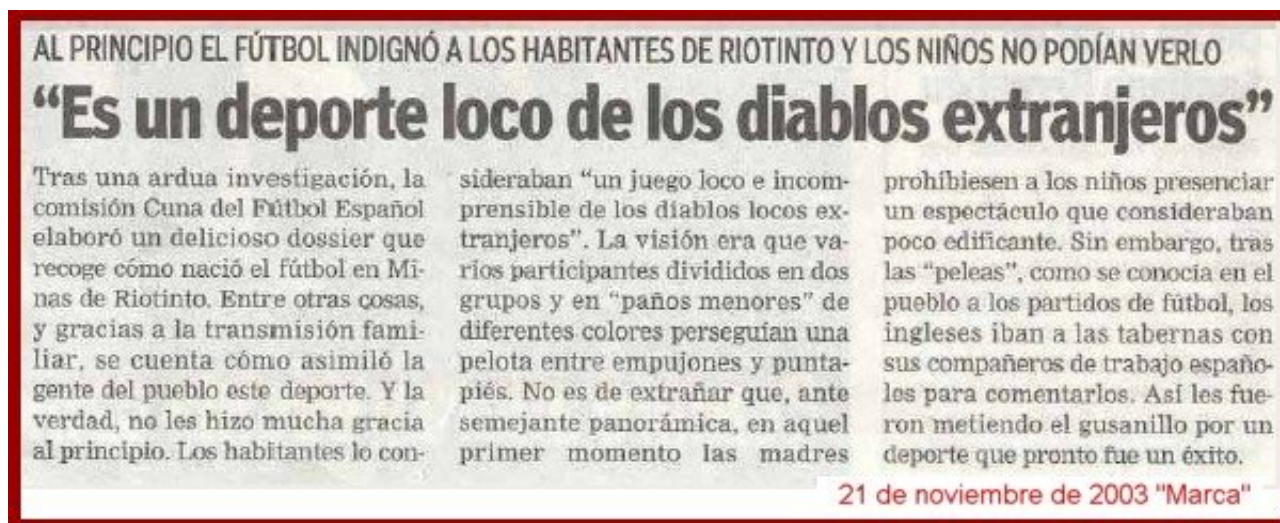 AL PRINCIPIO EL FÚTBOL INDIGNÓ A LOS HABITANTES DE RIOTINTO Y LOS NIÑOS NO PODÍAN VERLO
“Es un deporte loco de los diablos extranjeros”
Tras una ardua investigación, la
comisión Cuna del Fútbol Español
elaboró un delicioso dossier que
recoge cómo nació el fútbol en Mi-
nas de Riotinto. Entre otras cosas,
y gracias a la transmisión fami-
liar, se cuenta cómo asimiló la
gente del pueblo este deporte. Y la
verdad, no les hizo mucha gracia
al principio. Los habitantes lo con-
sideraban “un juego loco e incom-
prensible de los diablos locos ex-
tranjeros”. La visión era que va-
rios participantes divididos en dos
grupos y en “paños menores” de
diferentes colores perseguían una
pelota entre empujones y punta-
piés. No es de extrañar que, ante
semejante panorámica, en aquel
primer momento las madres
prohibiesen a los niños presenciar
un espectáculo que consideraban
poco edificante. Sin embargo, tras
las “peleas”, como se conocía en el
pueblo a los partidos de fútbol, los
ingleses iban a las tabernas con
sus compañeros de trabajo españo-
les para comentarlos. Así les fue-
ron metiendo el gusanillo por un
deporte que pronto fue un éxito.
21 de noviembre de 2003 "Marca"